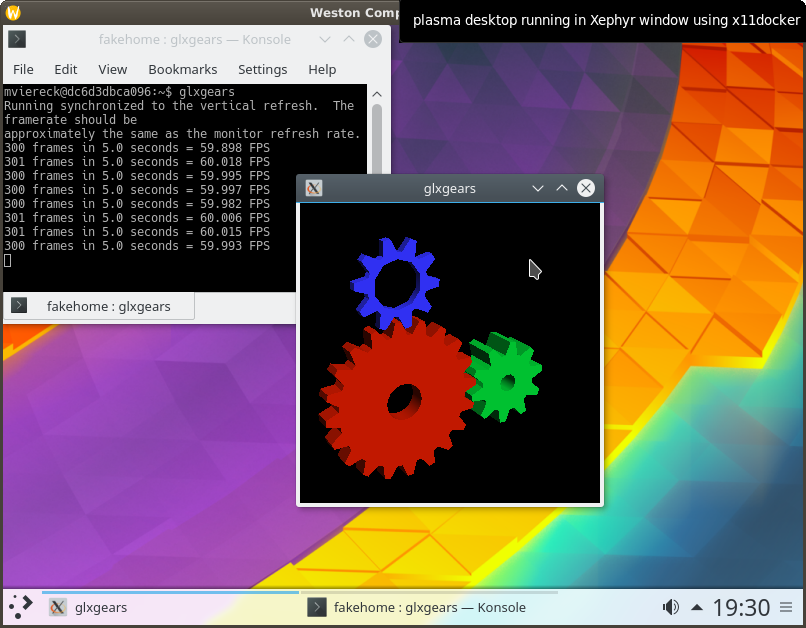 Weston Comp
plasma desktop running in Xephyr window using x11docker
fakehome : glxgears — Konsole
File Edit View Bookmarks Settings Help
mviereck@dc6d3dbca096:~$ glxgears
Running synchronized to the vertical refresh.  The
framerate should be
approximately the same as the monitor refresh rate.
300 frames in 5.0 seconds = 59.898 FPS
301 frames in 5.0 seconds = 60.018 FPS
300 frames in 5.0 seconds = 59.995 FPS
300 frames in 5.0 seconds = 59.997 FPS
300 frames in 5.0 seconds = 59.982 FPS
301 frames in 5.0 seconds = 60.006 FPS
301 frames in 5.0 seconds = 60.015 FPS
300 frames in 5.0 seconds = 59.993 FPS
fakehome : glxgears
glxgears
glxgears
fakehome : glxgears — Konsole
19:30